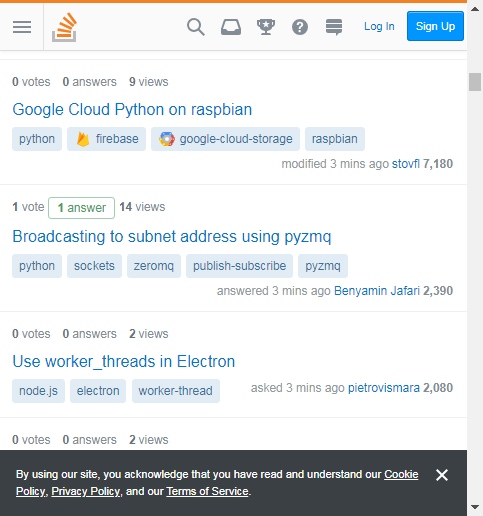 Log In
Sign Up
0 votes 0 answers 9 views
Google Cloud Python on raspbian
python firebase google-cloud-storage raspbian
modified 3 mins ago stovfl 7,180
1 vote 1 answer 14 views
Broadcasting to subnet address using pyzmq
python sockets zeromq publish-subscribe pyzmq
answered 3 mins ago Benyamin Jafari 2,390
0 votes 0 answers 2 views
Use worker_threads in Electron
node.js electron worker-thread
asked 3 mins ago pietrovismara 2,080
0 votes 0 answers 2 views
By using our site, you acknowledge that you have read and understand our Cookie
Policy, Privacy Policy, and our Terms of Service.